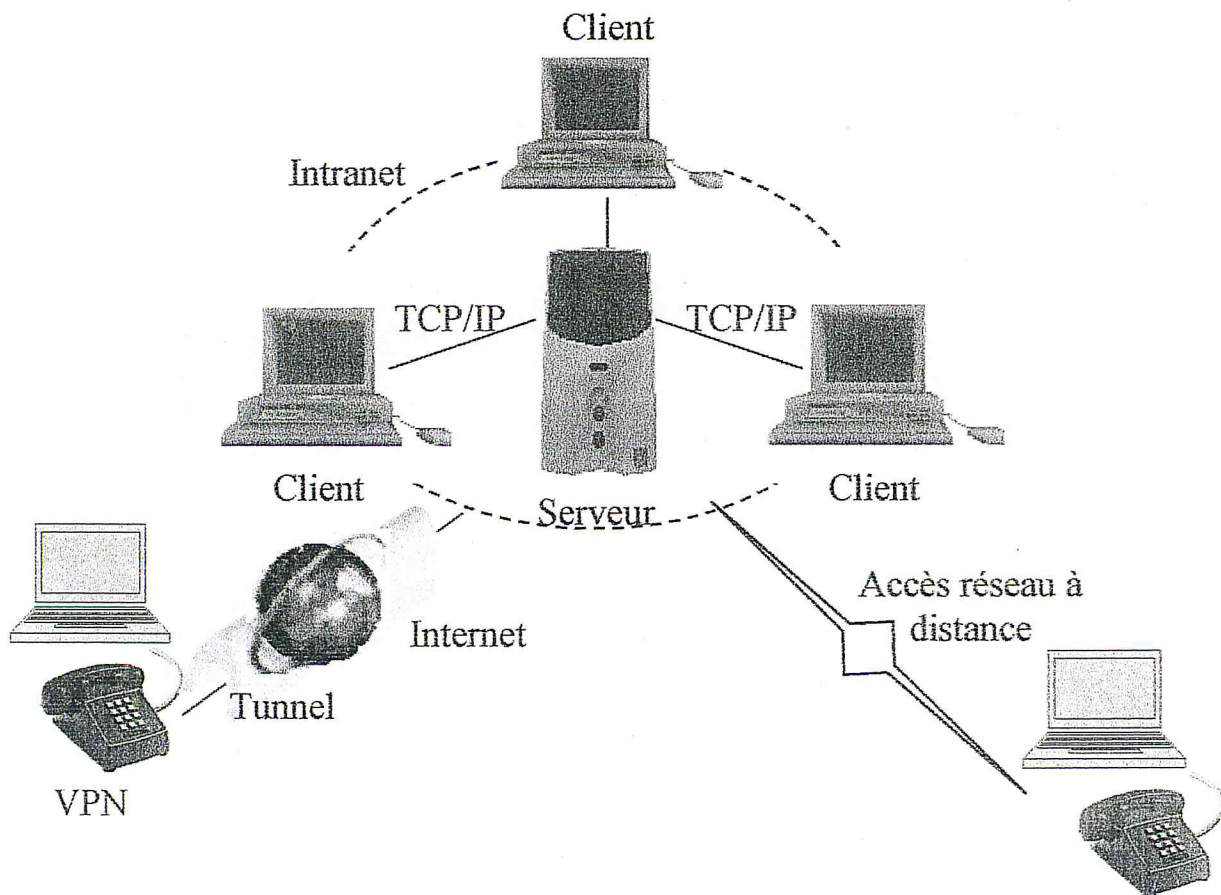 Client
Intranet
TCP/IP
TCP/IP
Client
Serveur
Client
Accès réseau à
distance
Internet
Tunnel
VPN